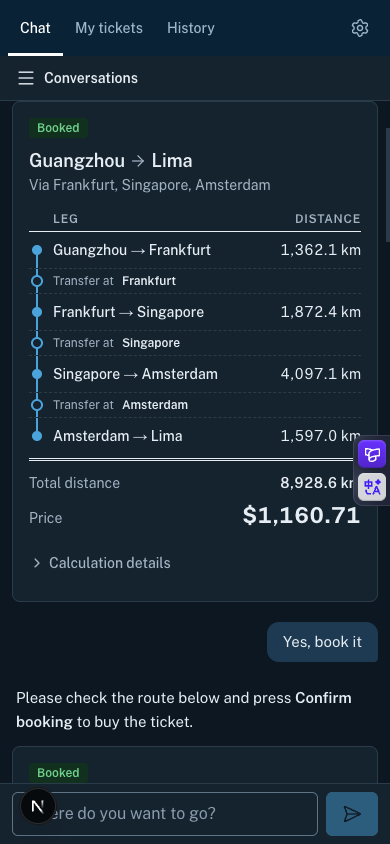 Chat My tickets History
Conversations
Booked
Guangzhou → Lima
Via Frankfurt, Singapore, Amsterdam
LEG DISTANCE
Guangzhou → Frankfurt 1,362.1 km
Transfer at Frankfurt
Frankfurt → Singapore 1,872.4 km
Transfer at Singapore
Singapore → Amsterdam 4,097.1 km
Transfer at Amsterdam
Amsterdam → Lima 1,597.0 km
Total distance 8,928.6 km
Price $1,160.71
Calculation details
Yes, book it
Please check the route below and press Confirm
booking to buy the ticket.
Booked
N
do you want to go?